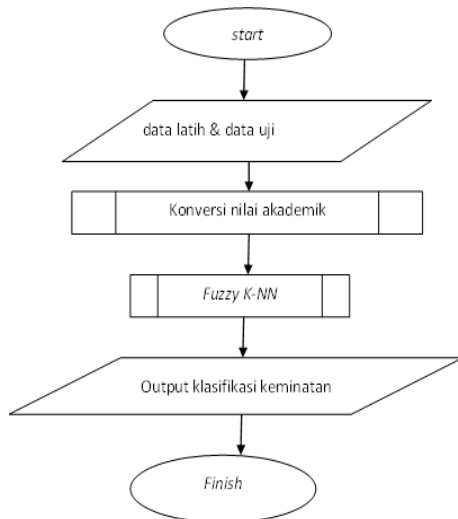 start
data latih & data uji
Konversi nilai akademik
Fuzzy K-NN
Output klasifikasi keminatan
Finish